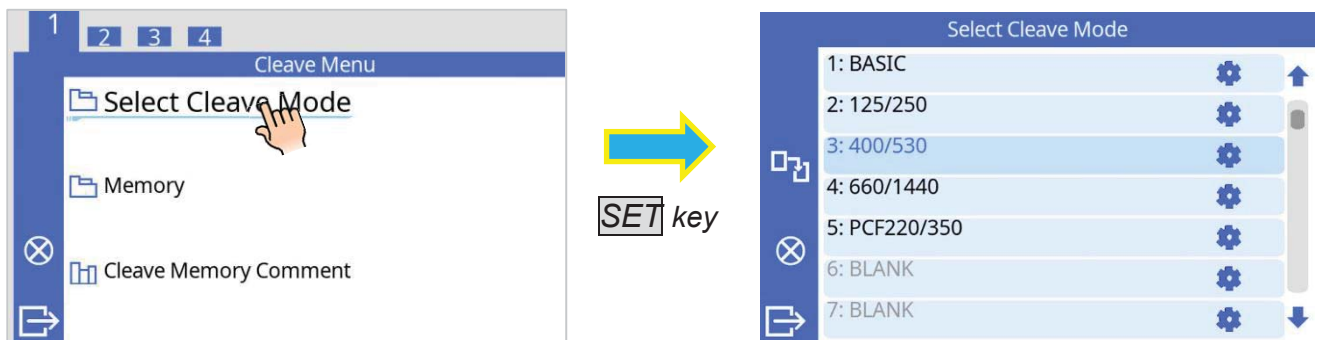 1
2 3 4
Cleave Menu
Select Cleave Mode
Memory
Cleave Memory Comment
SET key
Select Cleave Mode
1: BASIC
2: 125/250
3: 400/530
4: 660/1440
5: PCF220/350
6: BLANK
7: BLANK